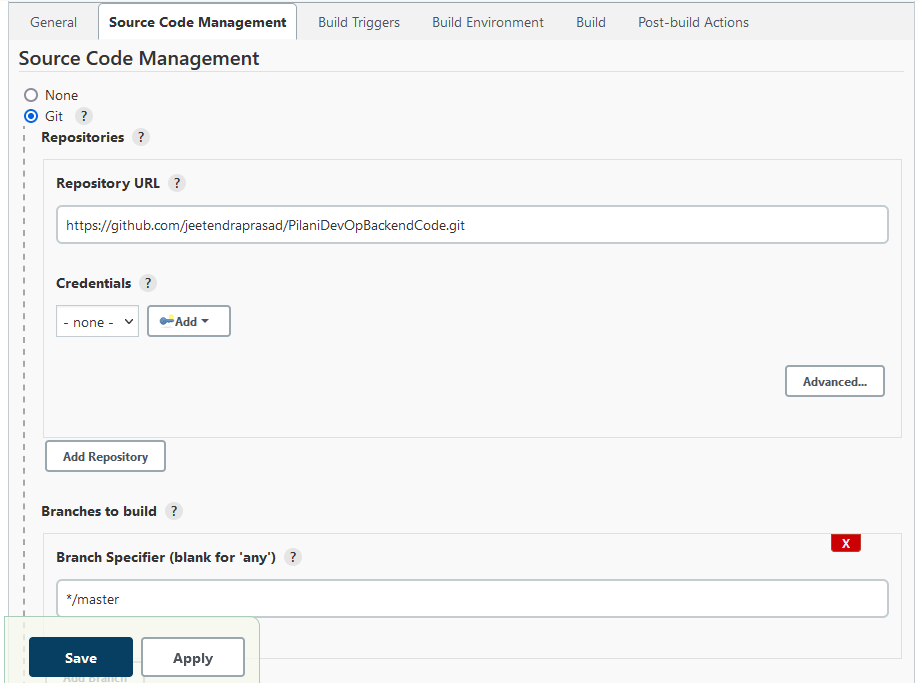 General Source Code Management Build Triggers Build Environment Build Post-build Actions
Source Code Management
None
Git ?
Repositories ?
Repository URL ?
https://github.com/jeetendraprasad/PilaniDevOpBackendCode.git
Credentials ?
- none - Add
Advanced...
Add Repository
Branches to build ?
X
Branch Specifier (blank for 'any') ?
*/master
Save Apply
Add Branch